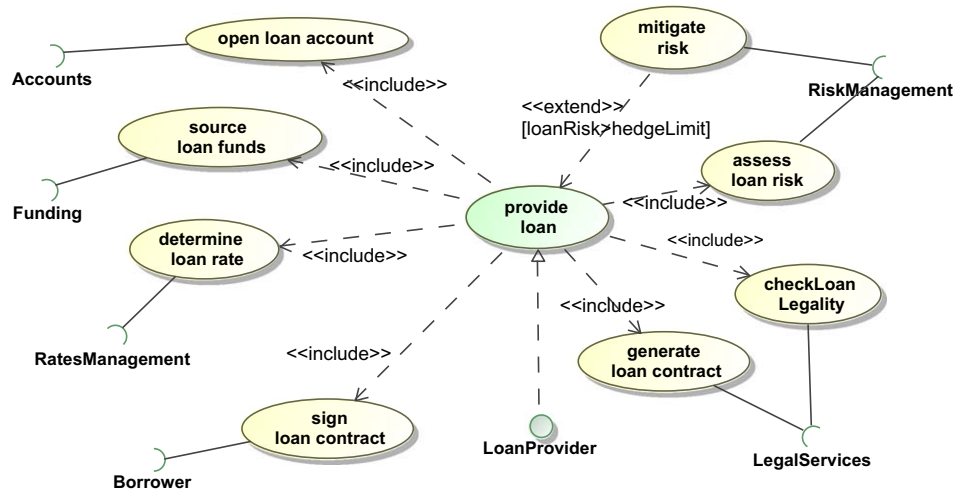 open loan account
Accounts
<<include>>
mitigate
risk
RiskManagement
<<extend>>
[loanRisk>hedgeLimit]
source
loan funds
Funding
<<include>>
assess
loan risk
<<include>>
provide
loan
determine
loan rate
<<include>>
RatesManagement
<<include>>
checkLoan
Legality
<<include>>
generate
loan contract
<<include>>
sign
loan contract
Borrower
LoanProvider
LegalServices